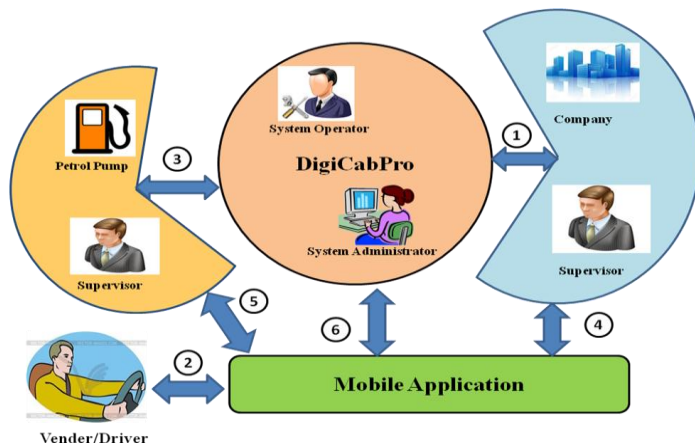 System Operator
DigiCabPro
System Administrator
Petrol Pump
Supervisor
Company
Supervisor
1
3
5
6
4
2
Mobile Application
Vender/Driver